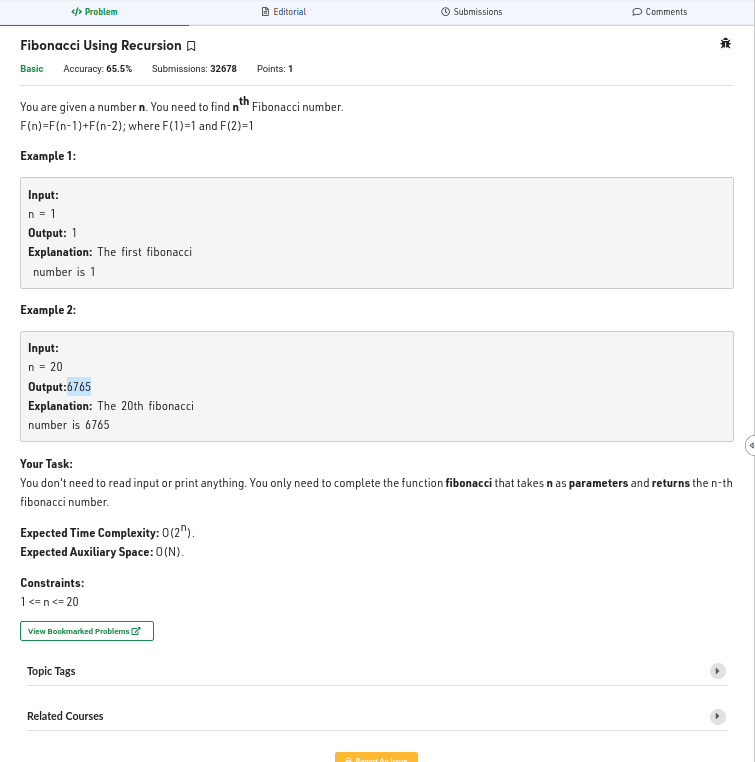 </> Problem Editorial Submissions Comments
Fibonacci Using Recursion
Basic Accuracy: 65.5% Submissions: 32678 Points: 1
You are given a number n. You need to find nth Fibonacci number.
F(n)=F(n-1)+F(n-2); where F(1)=1 and F(2)=1
Example 1:
Input:
n = 1
Output: 1
Explanation: The first fibonacci
number is 1
Example 2:
Input:
n = 20
Output:6765
Explanation: The 20th fibonacci
number is 6765
Your Task:
You don't need to read input or print anything. You only need to complete the function fibonacci that takes n as parameters and returns the n-th
fibonacci number.
Expected Time Complexity: O(2^n).
Expected Auxiliary Space: O(N).
Constraints:
1 <= n <= 20
View Bookmarked Problems
Topic Tags
Related Courses
Report An Issue